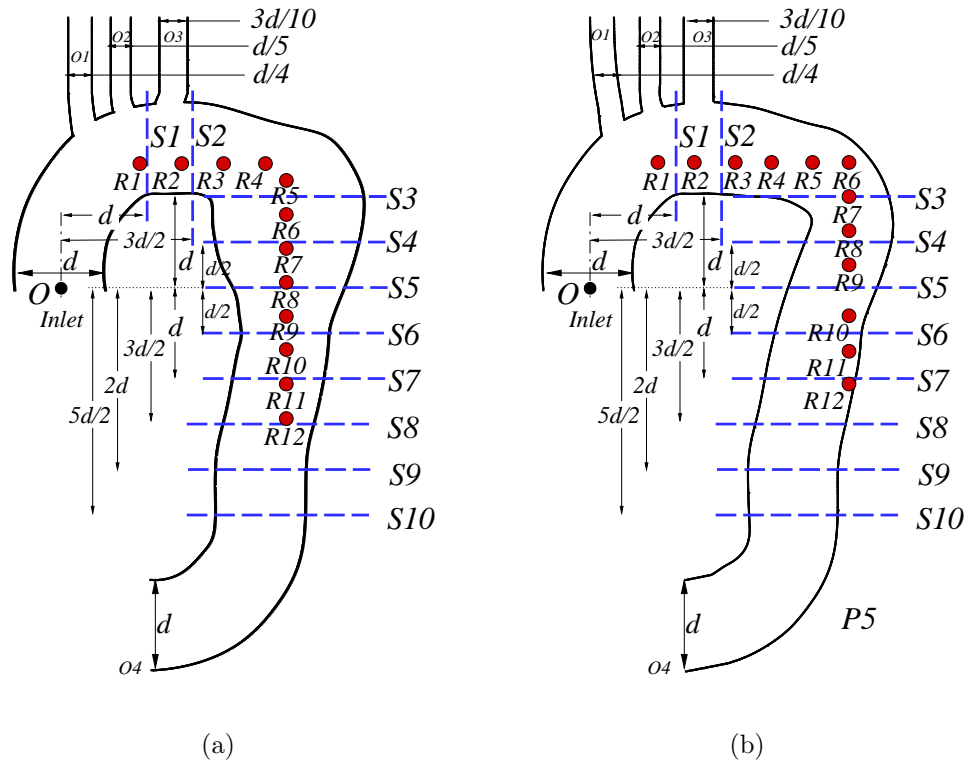 3d/10
d/5
d/4
O1
O2
O3
S1
S2
R1
R2
R3
R4
R5
S3
d
3d/2
R6
S4
d
d
d/2
R7
O
S5
Inlet
R8
d/2
R9
S6
3d/2
d
R10
2d
S7
R11
5d/2
R12
S8
S9
S10
d
O4
(a)
3d/10
d/5
d/4
O1
O2
O3
S1
S2
R1
R2
R3
R4
R5
R6
S3
d
R7
3d/2
S4
R8
d
d
d/2
R9
O
S5
Inlet
d/2
R10
S6
3d/2
d
R11
2d
S7
R12
5d/2
S8
S9
S10
d
P5
O4
(b)